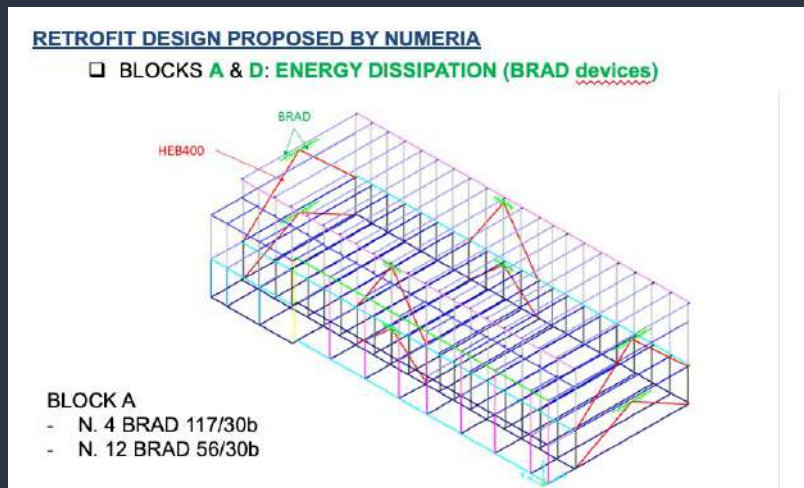 RETROFIT DESIGN PROPOSED BY NUMERIA
❑ BLOCKS A & D: ENERGY DISSIPATION (BRAD devices)
BRAD
HEB400
BLOCK A
- N. 4 BRAD 117/30b
- N. 12 BRAD 56/30b